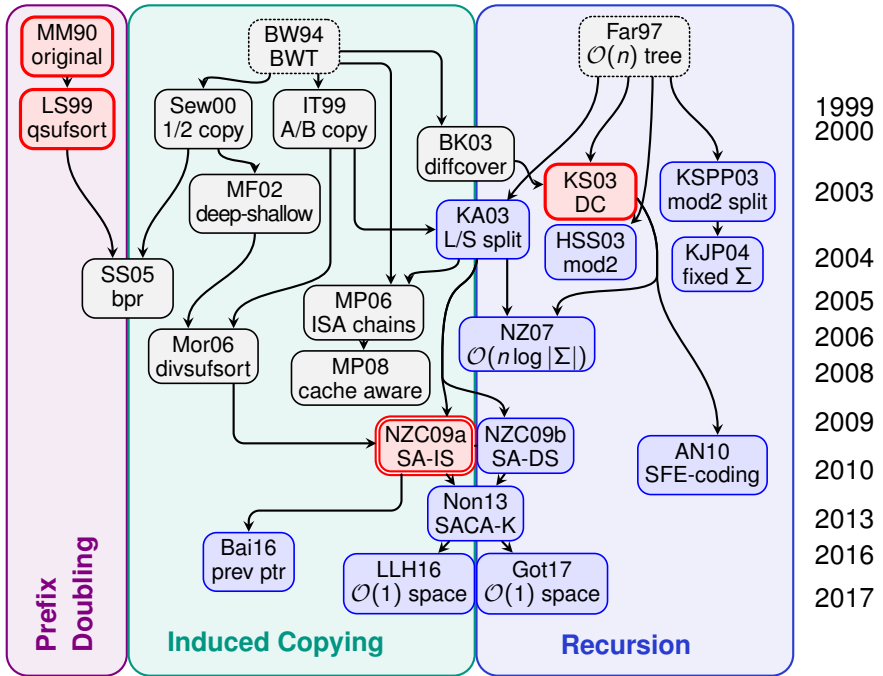 MM90
original
BW94
BWT
Far97
O(n) tree
LS99
qsufsort
Sew00
1/2 copy
IT99
A/B copy
1999
2000
BK03
diffcover
MF02
deep-shallow
KS03
DC
KSPP03
mod2 split
2003
KA03
L/S split
HSS03
mod2
KJP04
fixed Σ
2004
SS05
bpr
MP06
ISA chains
2005
Mor06
divsufsort
NZ07
O(n log |Σ|)
2006
MP08
cache aware
2008
NZC09a
SA-IS
NZC09b
SA-DS
2009
AN10
SFE-coding
2010
Non13
SACA-K
2013
Bai16
prev ptr
2016
LLH16
O(1) space
Got17
O(1) space
2017
Prefix
Doubling
Induced Copying
Recursion